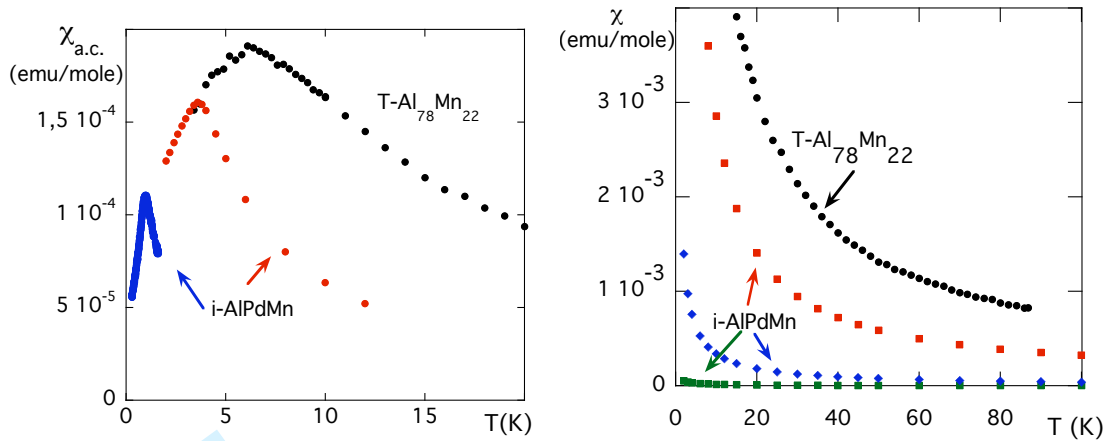 χa.c.
(emu/mole)
1,5 10-4
1 10-4
5 10-5
0
0
5
10
15
T(K)
T-Al78Mn22
i-AlPdMn
χ
(emu/mole)
3 10-3
2 10-3
1 10-3
0
0
20
40
60
80
T (K)
T-Al78Mn22
i-AlPdMn